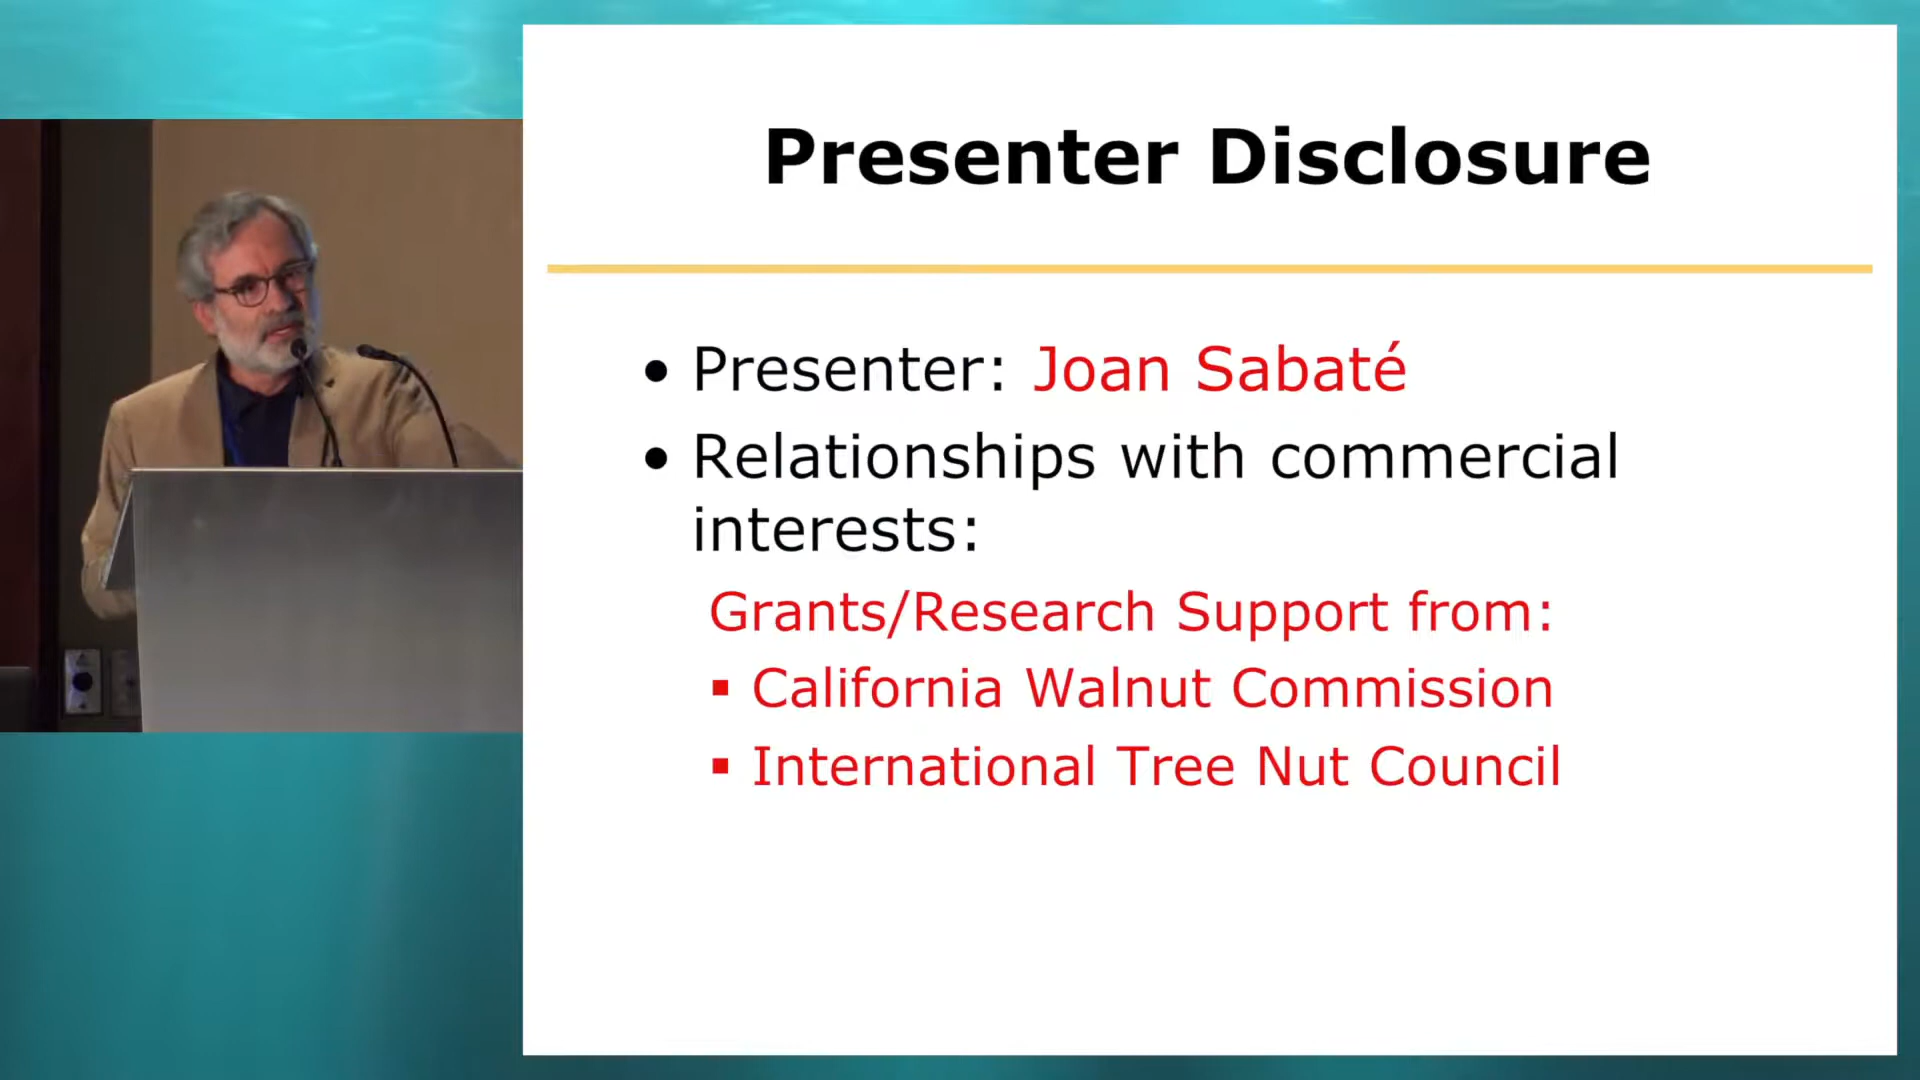 Presenter Disclosure
• Presenter: Joan Sabaté
• Relationships with commercial
interests:
Grants/Research Support from:
▪ California Walnut Commission
▪ International Tree Nut Council